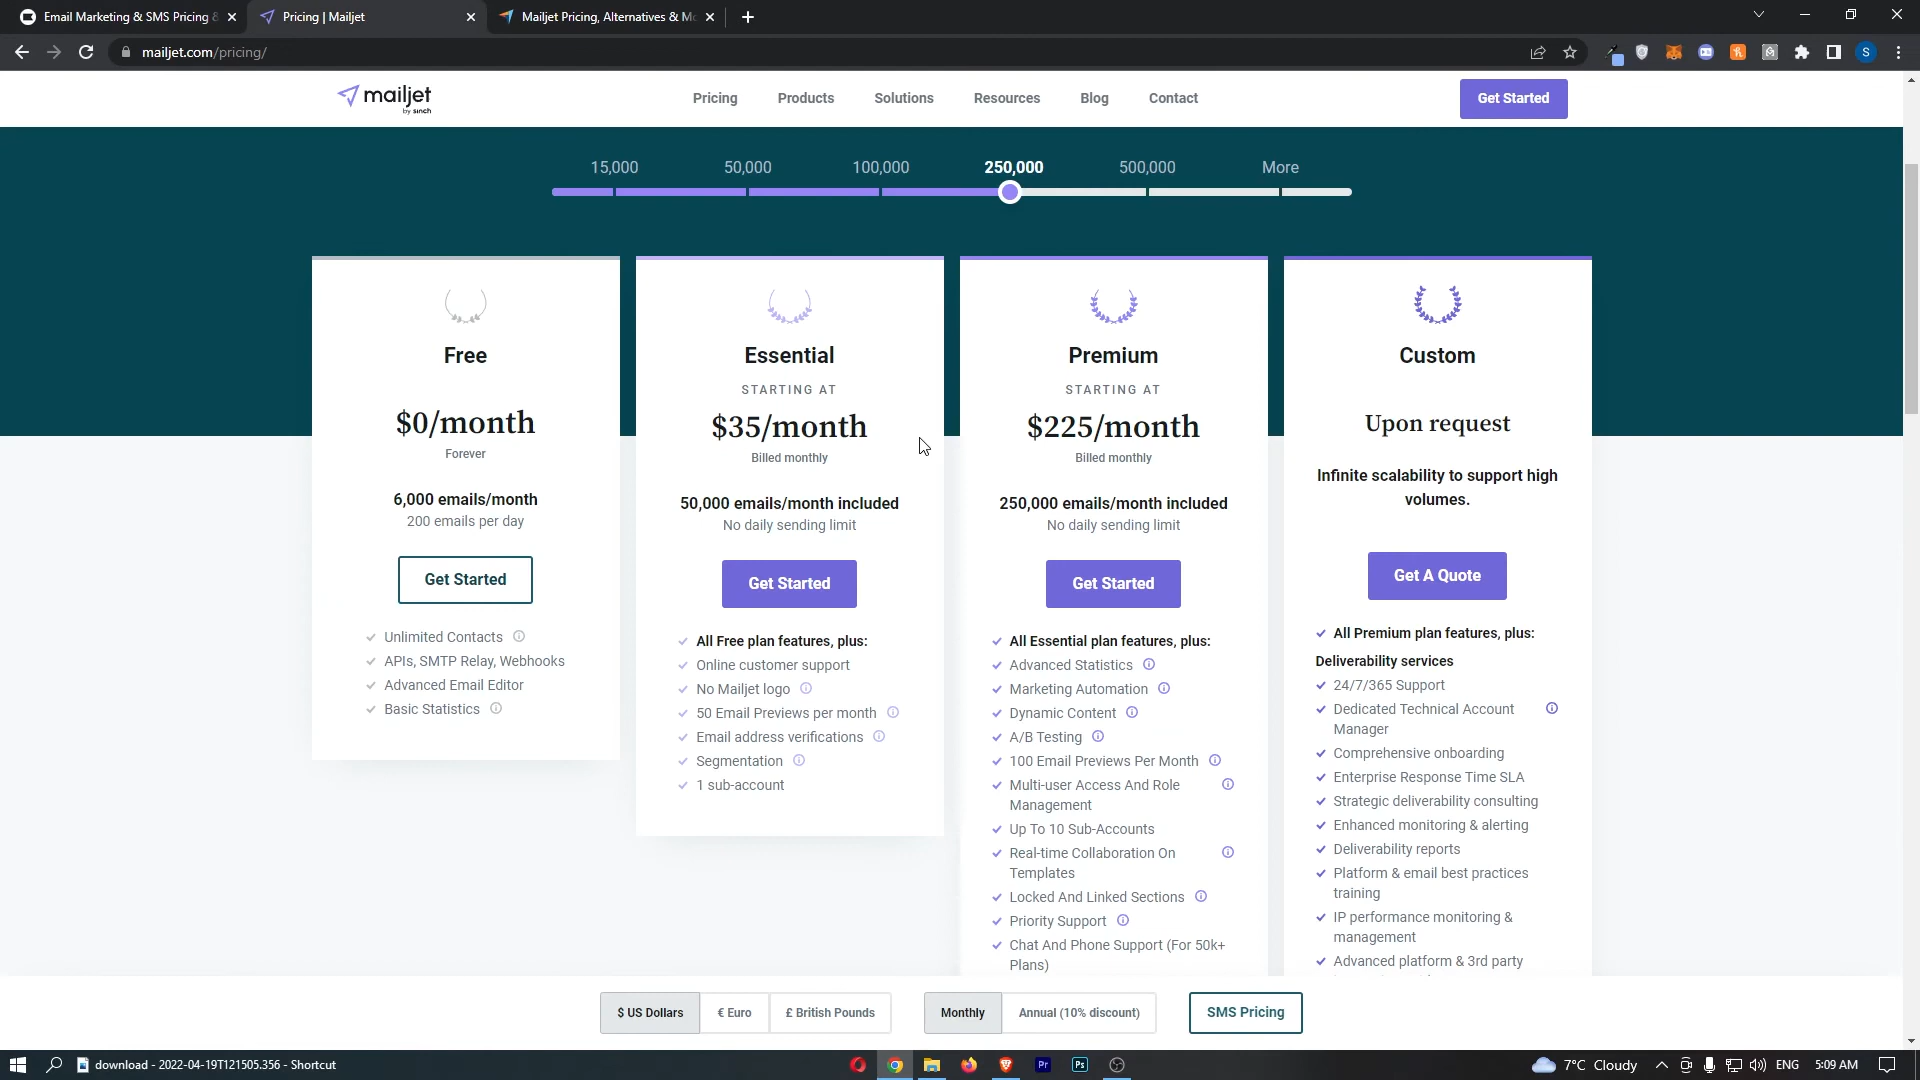 Email Marketing & SMS Pricing &
Pricing | Mailjet
Mailjet Pricing, Alternatives & Mo
mailjet.com/pricing/
S
mailjet
by sinch
Pricing
Products
Solutions
Resources
Blog
Contact
Get Started
15,000
50,000
100,000
250,000
500,000
More
Free
$0/month
Forever
6,000 emails/month
200 emails per day
Get Started
Unlimited Contacts
APIs, SMTP Relay, Webhooks
Advanced Email Editor
Basic Statistics
Essential
STARTING AT
$35/month
Billed monthly
50,000 emails/month included
No daily sending limit
Get Started
All Free plan features, plus:
Online customer support
No Mailjet logo
50 Email Previews per month
Email address verifications
Segmentation
1 sub-account
Premium
STARTING AT
$225/month
Billed monthly
250,000 emails/month included
No daily sending limit
Get Started
All Essential plan features, plus:
Advanced Statistics
Marketing Automation
Dynamic Content
A/B Testing
100 Email Previews Per Month
Multi-user Access And Role
Management
Up To 10 Sub-Accounts
Real-time Collaboration On
Templates
Locked And Linked Sections
Priority Support
Chat And Phone Support (For 50k+
Plans)
Custom
Upon request
Infinite scalability to support high
volumes.
Get A Quote
All Premium plan features, plus:
Deliverability services
24/7/365 Support
Dedicated Technical Account
Manager
Comprehensive onboarding
Enterprise Response Time SLA
Strategic deliverability consulting
Enhanced monitoring & alerting
Deliverability reports
Platform & email best practices
training
IP performance monitoring &
management
Advanced platform & 3rd party
$ US Dollars
€ Euro
£ British Pounds
Monthly
Annual (10% discount)
SMS Pricing
download - 2022-04-19T121505.356 - Shortcut
Pr
Ps
7°C Cloudy
ENG
5:09 AM